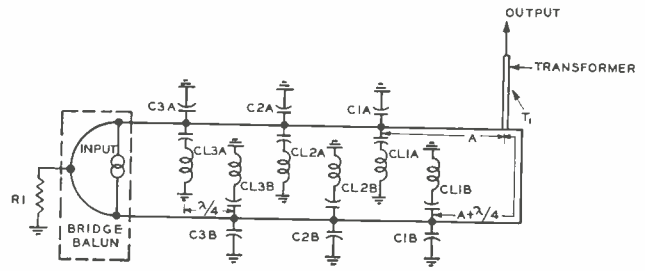 OUTPUT
TRANSFORMER
T1
C3A
C2A
C1A
A
INPUT
CL3A
CL2A
CL1A
CL3B
CL2B
CL1B
R1
λ/4
A+λ/4
BRIDGE
BALUN
C3B
C2B
C1B